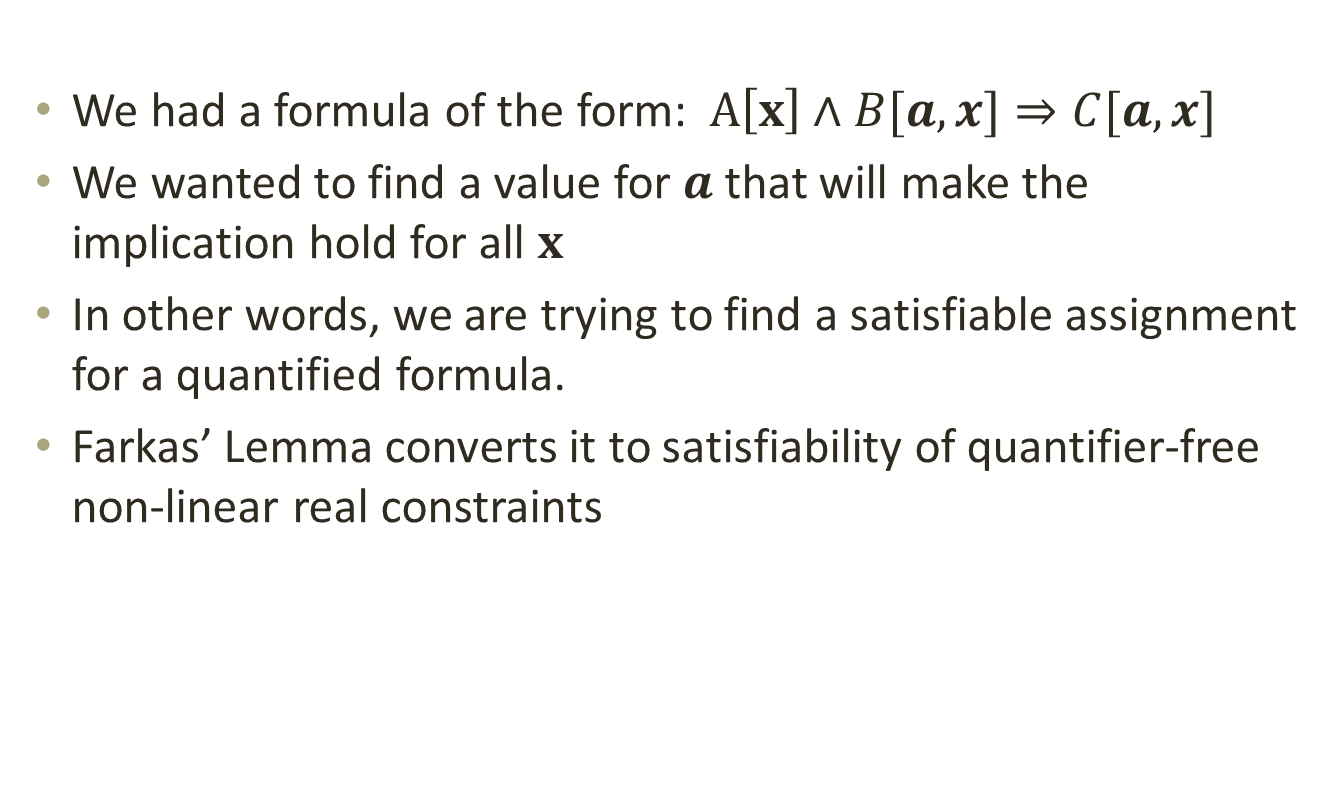 • We had a formula of the form: A[x] ∧ B[a, x] ⇒ C[a, x]
• We wanted to find a value for a that will make the
implication hold for all x
• In other words, we are trying to find a satisfiable assignment
for a quantified formula.
• Farkas’ Lemma converts it to satisfiability of quantifier-free
non-linear real constraints